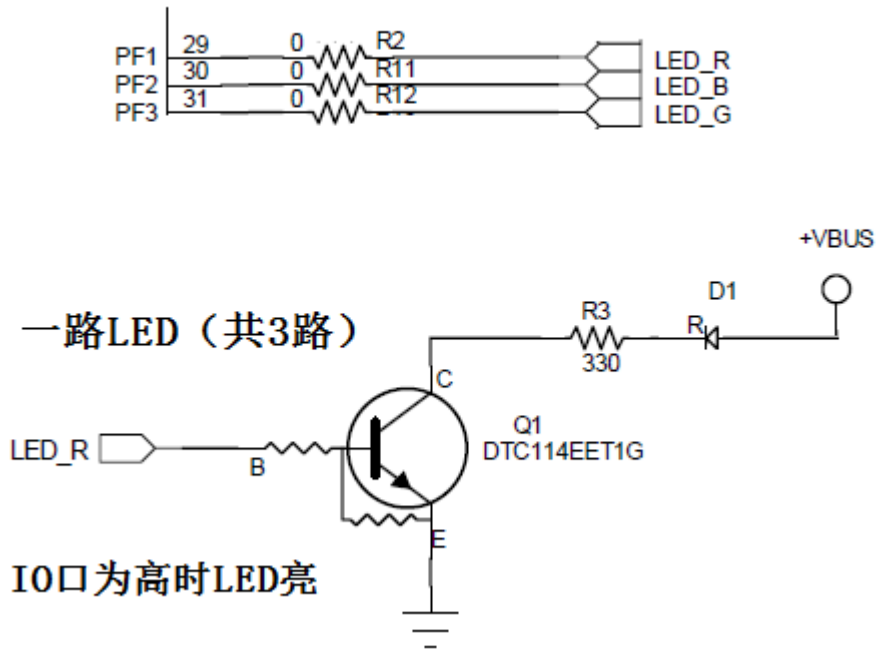 PF1 29 0 R2 LED_R
PF2 30 0 R11 LED_B
PF3 31 0 R12 LED_G
+VBUS
D1
一路LED（共3路）
R3
R
330
C
Q1
LED_R
DTC114EET1G
B
E
IO口为高时LED亮